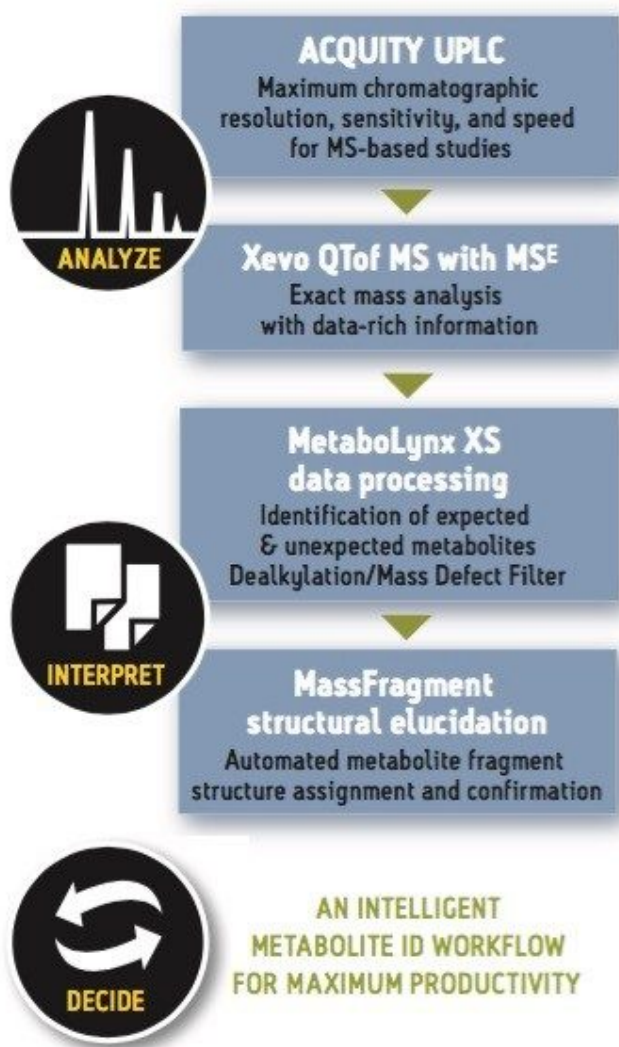 ACQUITY UPLC
Maximum chromatographic
resolution, sensitivity, and speed
for MS-based studies
ANALYZE
Xevo QTof MS with MSᴱ
Exact mass analysis
with data-rich information
MetaboLynx XS
data processing
Identification of expected
& unexpected metabolites
Dealkylation/Mass Defect Filter
INTERPRET
MassFragment
structural elucidation
Automated metabolite fragment
structure assignment and confirmation
DECIDE
AN INTELLIGENT
METABOLITE ID WORKFLOW
FOR MAXIMUM PRODUCTIVITY